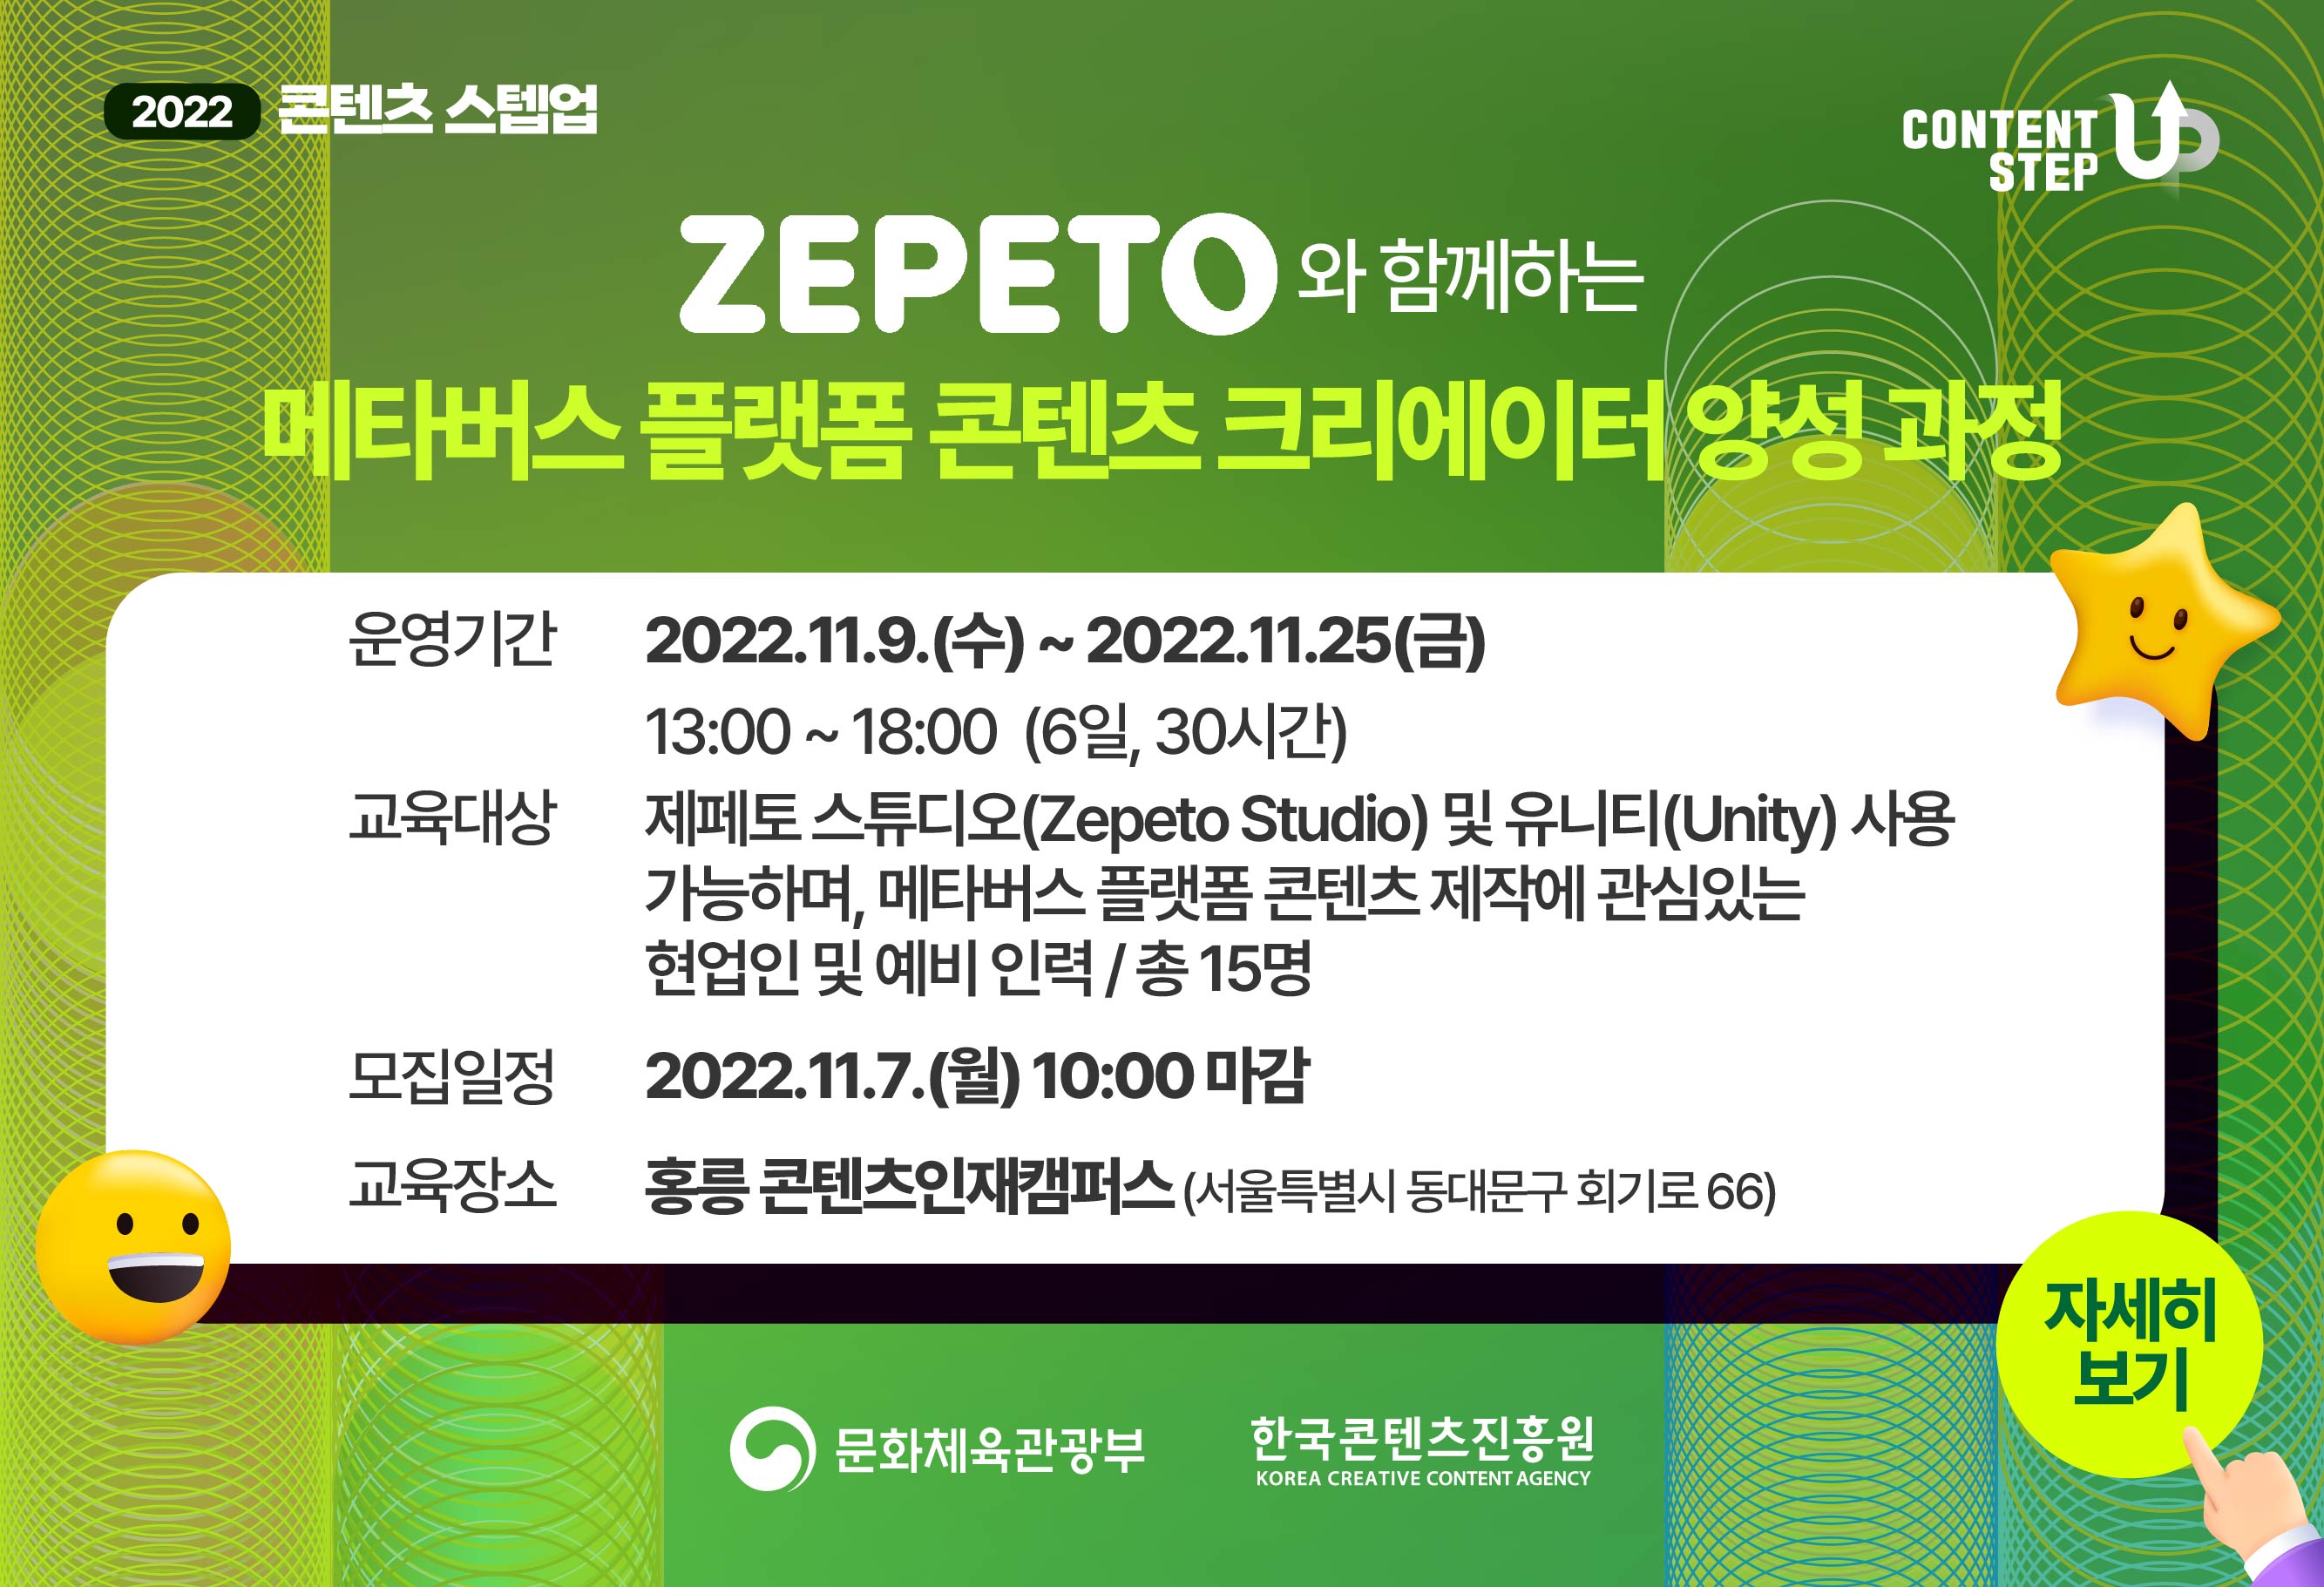 2022 콘텐츠 스텝업
CONTENT
STEP UP
ZEPETO 와 함께하는
메타버스 플랫폼 콘텐츠 크리에이터 양성 과정
운영기간 2022.11.9.(수) ~ 2022.11.25(금)
13:00 ~ 18:00 (6일, 30시간)
교육대상 제페토 스튜디오(Zepeto Studio) 및 유니티(Unity) 사용
가능하며, 메타버스 플랫폼 콘텐츠 제작에 관심있는
현업인 및 예비 인력 / 총 15명
모집일정 2022.11.7.(월) 10:00 마감
교육장소 홍릉 콘텐츠인재캠퍼스 (서울특별시 동대문구 회기로 66)
자세히
보기
문화체육관광부
한국콘텐츠진흥원
KOREA CREATIVE CONTENT AGENCY